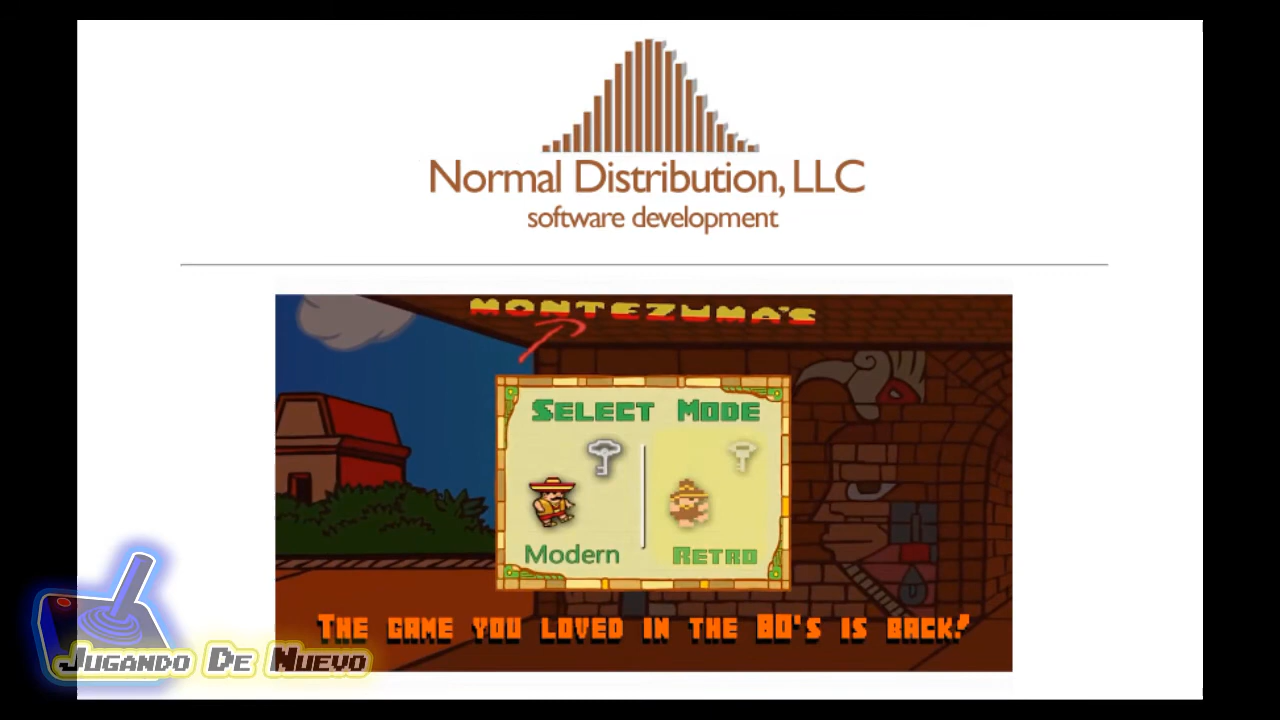 Normal Distribution, LLC
software development
MONTEZUMA'S
SELECT MODE
Modern
RETRO
THE GAME YOU LOVED IN THE 80'S IS BACK!
JUGANDO DE NUEVO